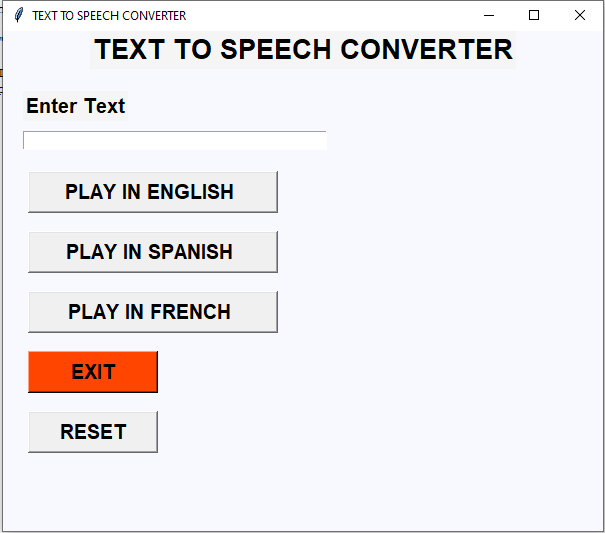 TEXT TO SPEECH CONVERTER
TEXT TO SPEECH CONVERTER
Enter Text
PLAY IN ENGLISH
PLAY IN SPANISH
PLAY IN FRENCH
EXIT
RESET